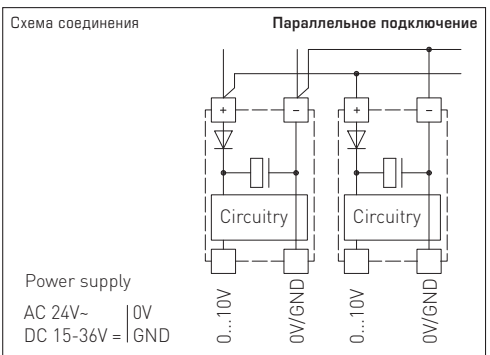 Схема соединения
Параллельное подключение
+ − + −
Circuitry Circuitry
Power supply
AC 24V~ 0V
DC 15-36V = GND
0...10V
0V/GND
0...10V
0V/GND